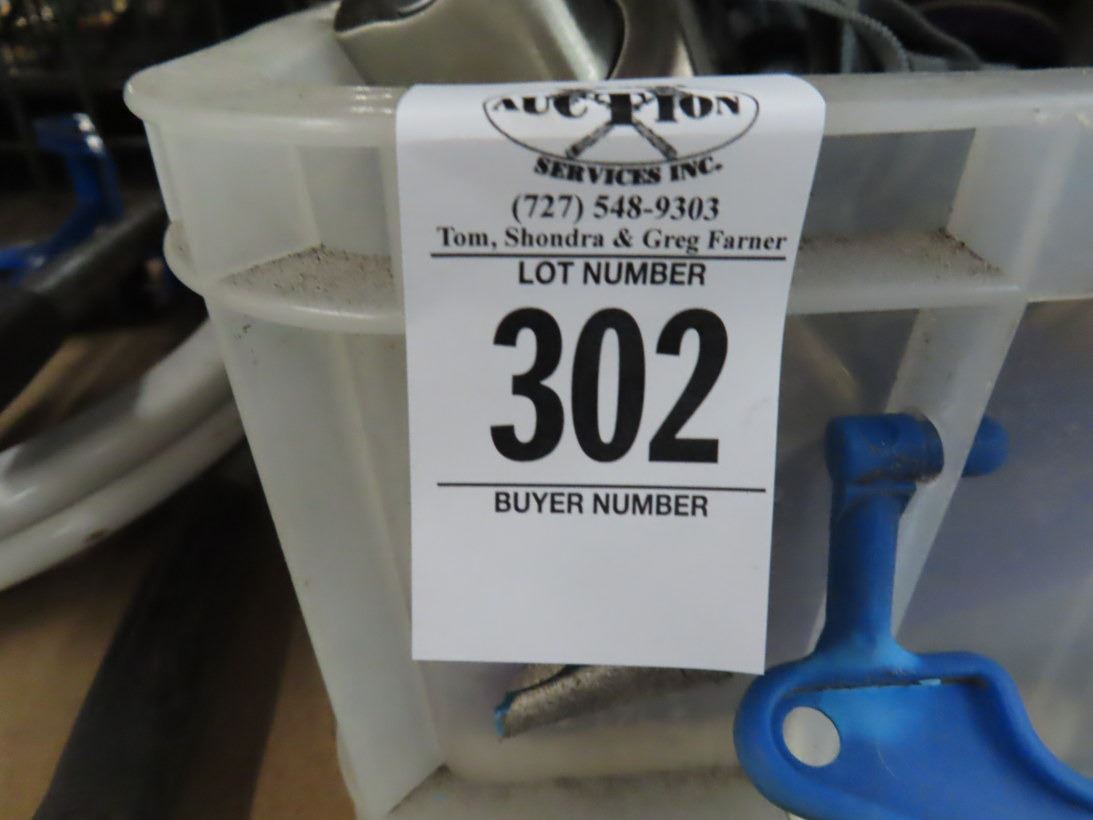 AUCTION
SERVICES INC.
(727) 548-9303
Tom, Shondra & Greg Farner
LOT NUMBER
302
BUYER NUMBER